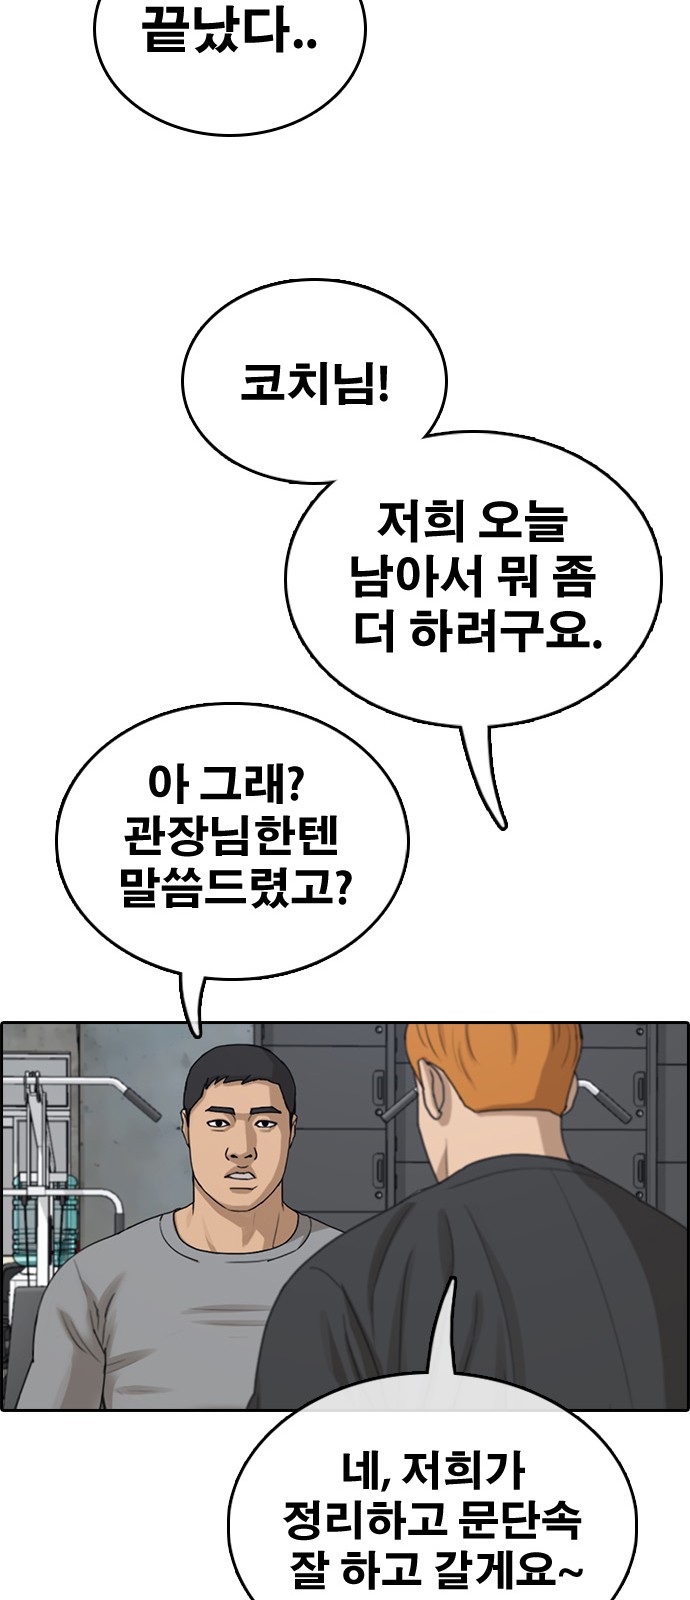 끝났다..
코치님!
저희 오늘
남아서 뭐 좀
더 하려구요.
아 그래?
관장님한텐
말씀드렸고?
네, 저희가
정리하고 문단속
잘 하고 갈게요~